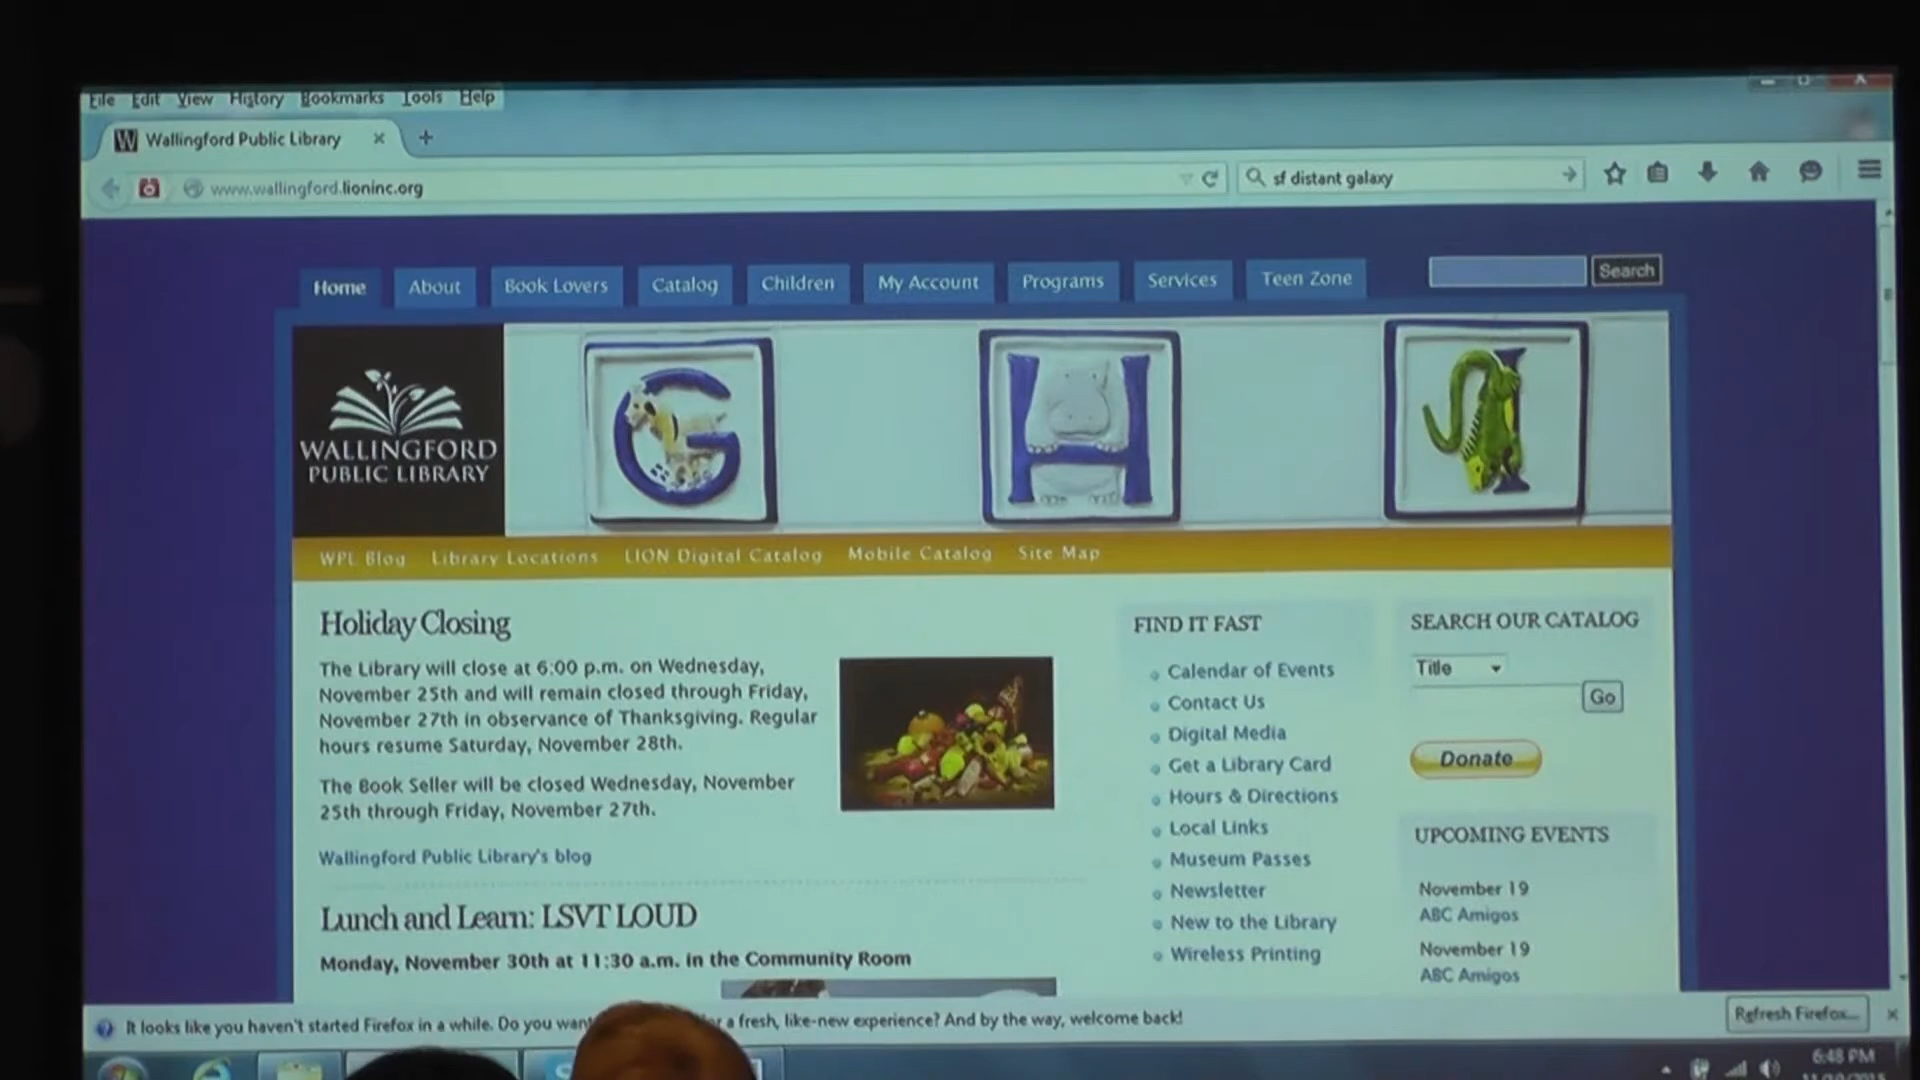 File Edit View History Bookmarks Tools Help
W Wallingford Public Library × +
www.wallingford.lioninc.org
sf distant galaxy
Home About Book Lovers Catalog Children My Account Programs Services Teen Zone
Search
WALLINGFORD
PUBLIC LIBRARY
G H I
WPL Blog Library Locations LION Digital Catalog Mobile Catalog Site Map
Holiday Closing
The Library will close at 6:00 p.m. on Wednesday,
November 25th and will remain closed through Friday,
November 27th in observance of Thanksgiving. Regular
hours resume Saturday, November 28th.
The Book Seller will be closed Wednesday, November
25th through Friday, November 27th.
Wallingford Public Library's blog
Lunch and Learn: LSVT LOUD
Monday, November 30th at 11:30 a.m. in the Community Room
FIND IT FAST
Calendar of Events
Contact Us
Digital Media
Get a Library Card
Hours & Directions
Local Links
Museum Passes
Newsletter
New to the Library
Wireless Printing
SEARCH OUR CATALOG
Title
Go
Donate
UPCOMING EVENTS
November 19
ABC Amigos
November 19
ABC Amigos
It looks like you haven't started Firefox in a while. Do you a fresh, like-new experience? And by the way, welcome back!
Refresh Firefox...
6:48 PM